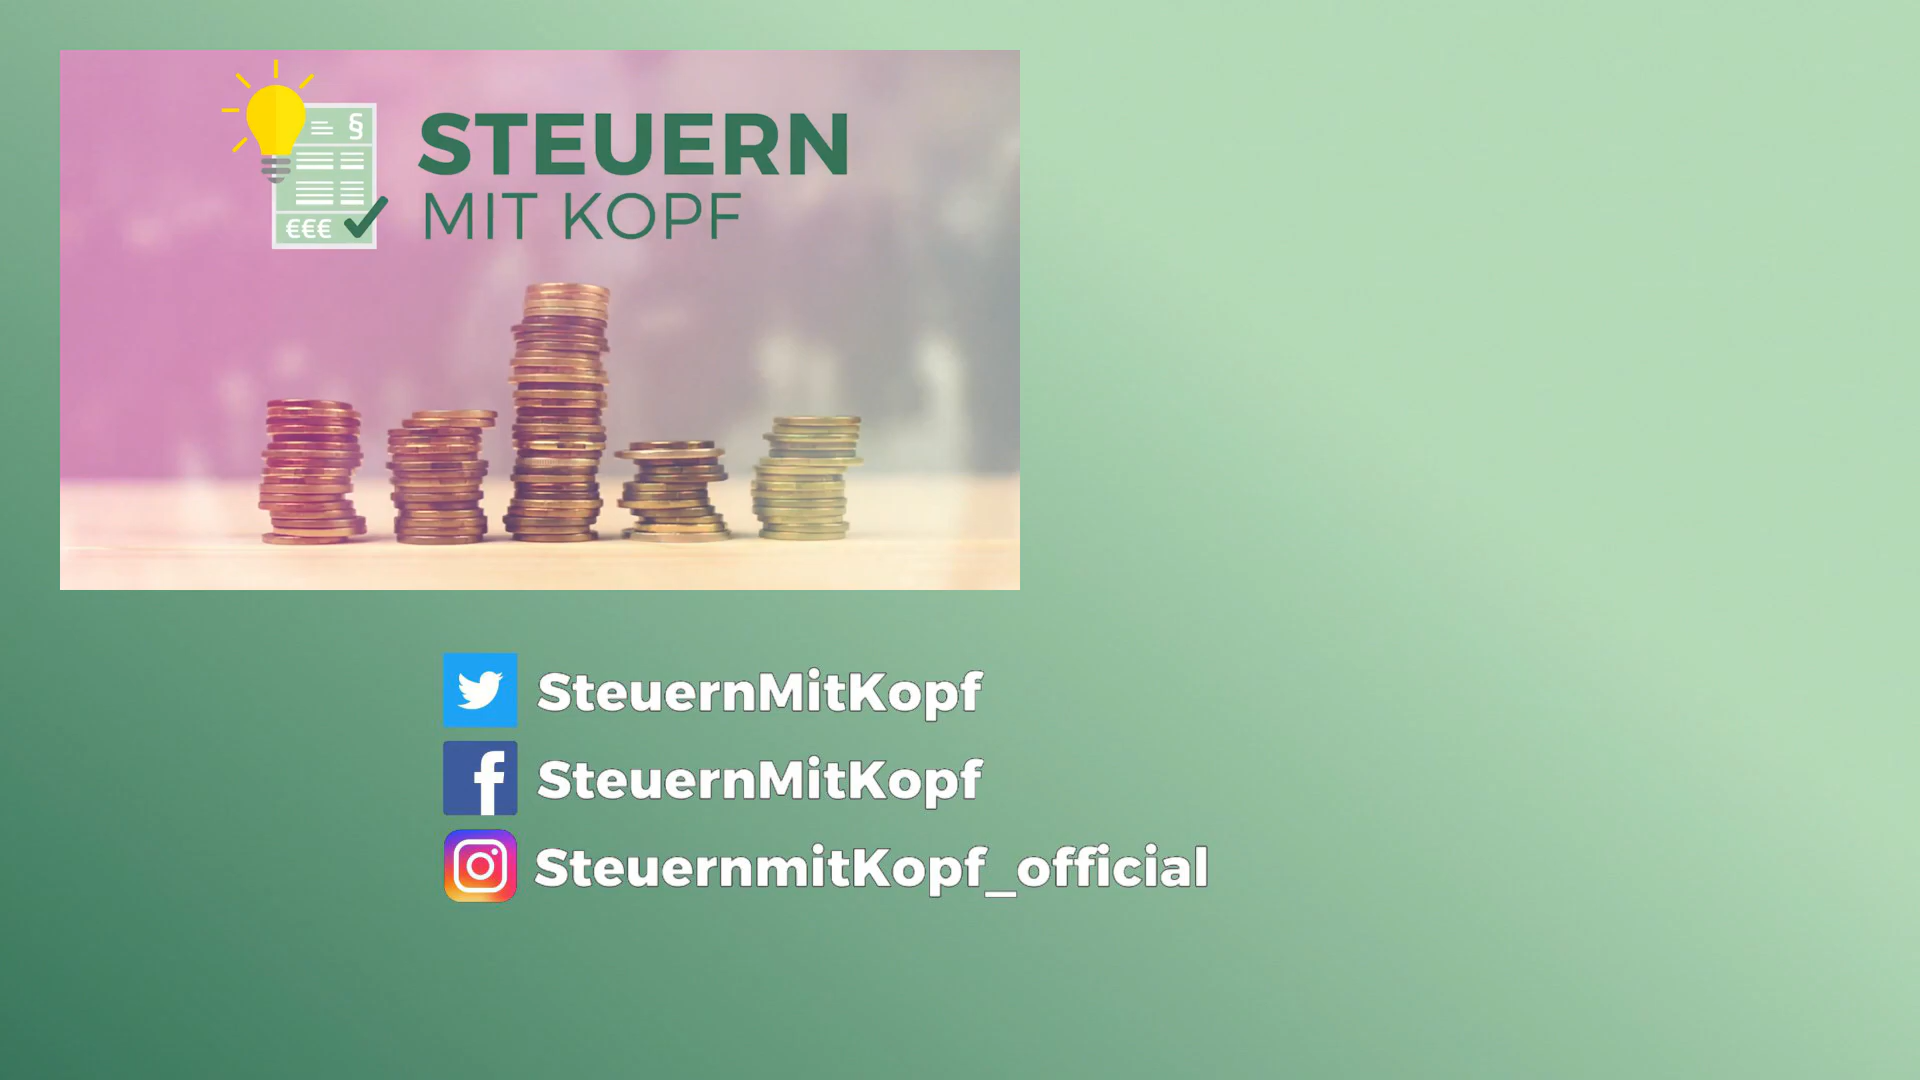 §
€€€
STEUERN
MIT KOPF
SteuernMitKopf
SteuernMitKopf
SteuernmitKopf_official